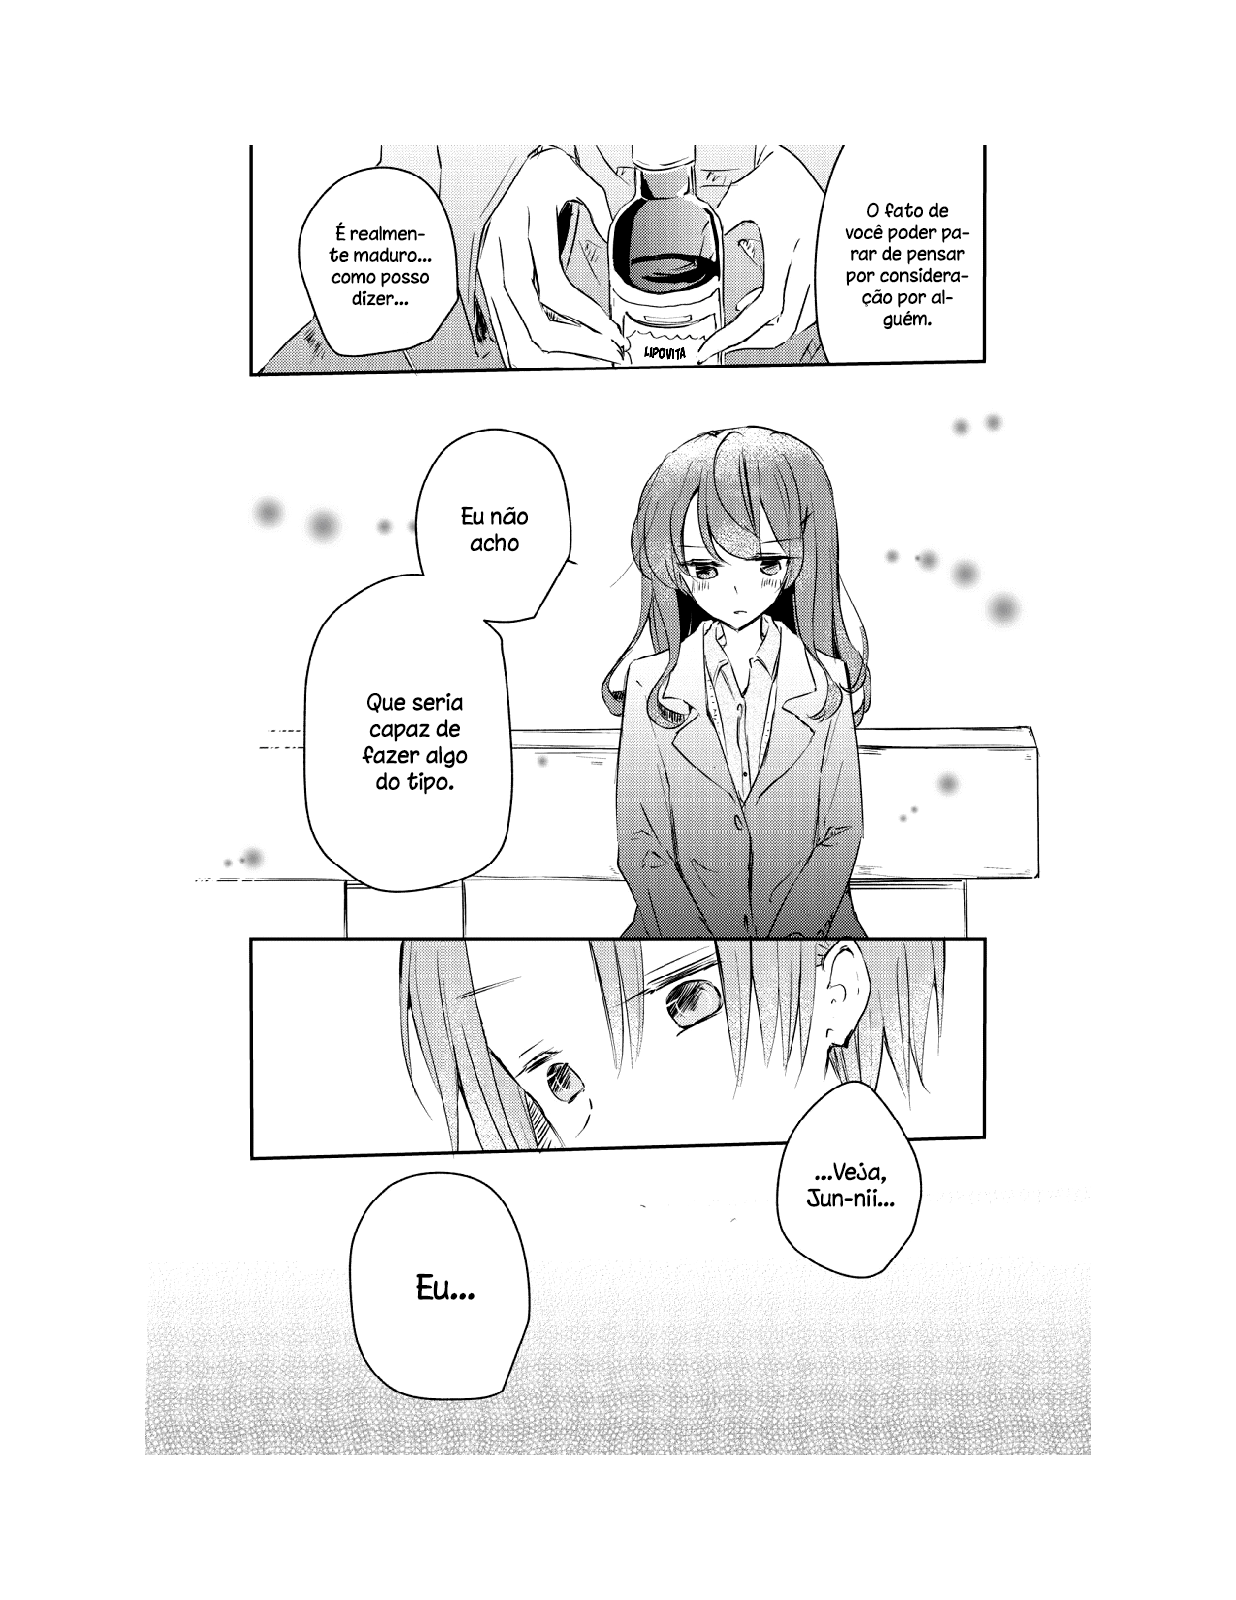 O fato de
você poder pa-
rar de pensar
por considera-
ção por al-
guém.
É realmen-
te maduro...
como posso
dizer...
LIPOVITA
Eu não
acho
Que seria
capaz de
fazer algo
do tipo.
...Veja,
Jun-nii...
Eu...